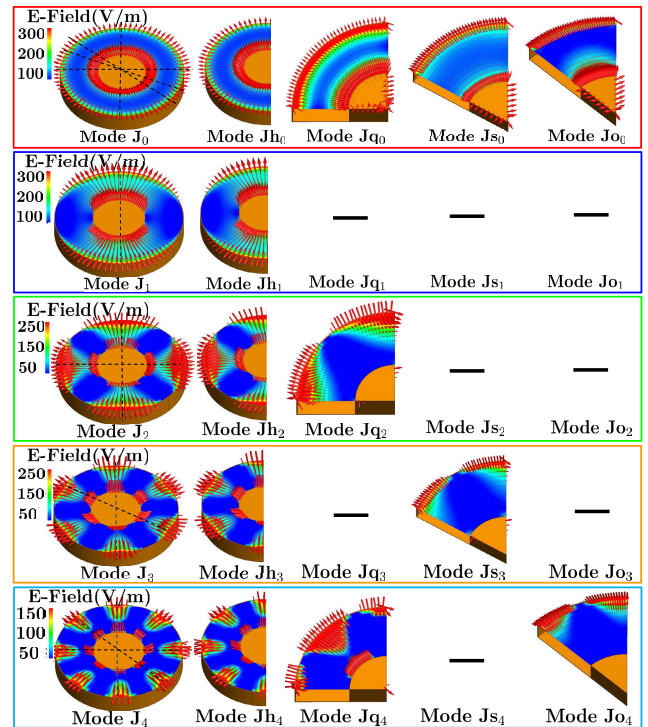 E-Field(V/m)
300
200
100
Mode J0 Mode Jh0 Mode Jq0 Mode Js0 Mode Jo0
E-Field(V/m)
300
200
100
Mode J1 Mode Jh1 Mode Jq1 Mode Js1 Mode Jo1
E-Field(V/m)
250
150
50
Mode J2 Mode Jh2 Mode Jq2 Mode Js2 Mode Jo2
E-Field(V/m)
250
150
50
Mode J3 Mode Jh3 Mode Jq3 Mode Js3 Mode Jo3
E-Field(V/m)
150
100
50
Mode J4 Mode Jh4 Mode Jq4 Mode Js4 Mode Jo4